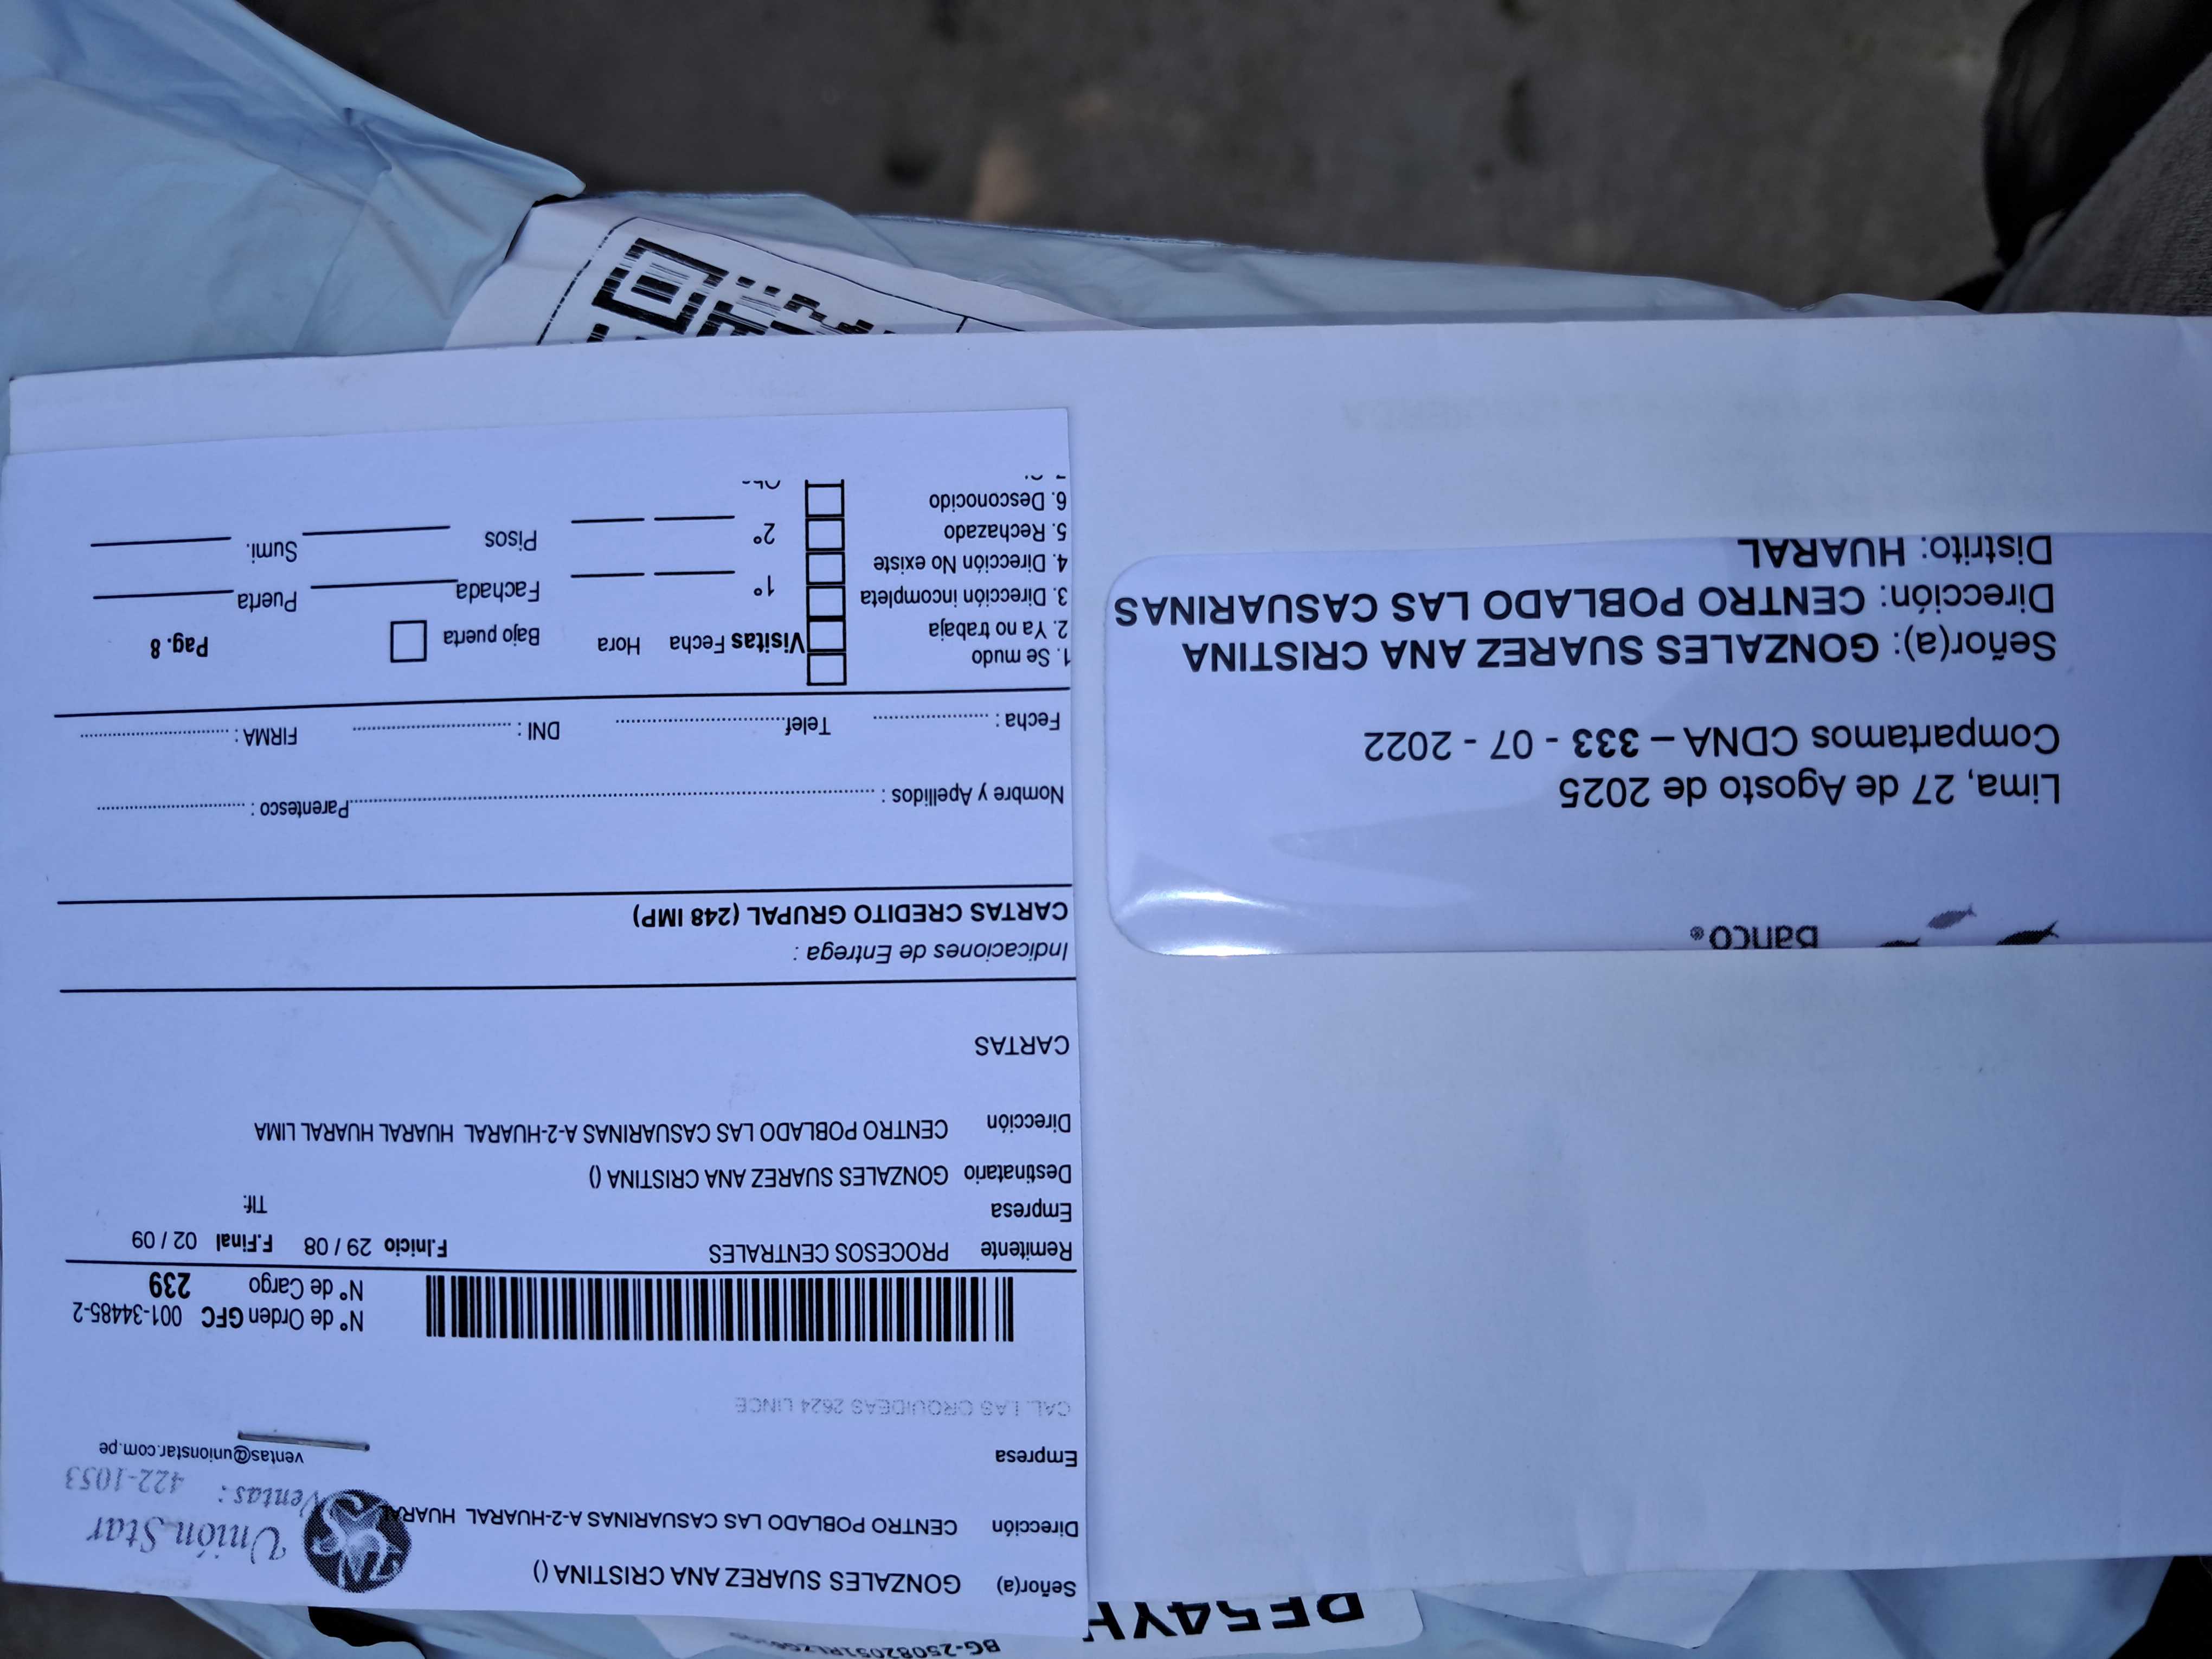 Señor(a) GONZALES SUAREZ ANA CRISTINA ()
Dirección CENTRO POBLADO LAS CASUARINAS A-2-HUARAL HUARAL
Empresa
CAL. LAS ORQUIDEAS 2624 LINCE
Unión Star
Ventas : 422-1053
ventas@unionstar.com.pe
N° de Orden GFC 001-34485-2
N° de Cargo 239
Remitente PROCESOS CENTRALES F.Inicio 29 / 08 F.Final 02 / 09
Empresa Tlf:
Destinatario GONZALES SUAREZ ANA CRISTINA ()
Dirección CENTRO POBLADO LAS CASUARINAS A-2-HUARAL HUARAL HUARAL LIMA
CARTAS
Indicaciones de Entrega :
CARTAS CREDITO GRUPAL (248 IMP)
Nombre y Apellidos : Parentesco :
Fecha : Telef. DNI : FIRMA :
1. Se mudo
2. Ya no trabaja
3. Dirección incompleta
4. Dirección No existe
5. Rechazado
6. Desconocido
Visitas Fecha Hora Bajo puerta Pag. 8
1° Fachada Puerta
2° Pisos Sumi.
Banco
Lima, 27 de Agosto de 2025
Compartamos CDNA – 333 - 07 - 2022
Señor(a): GONZALES SUAREZ ANA CRISTINA
Dirección: CENTRO POBLADO LAS CASUARINAS
Distrito: HUARAL